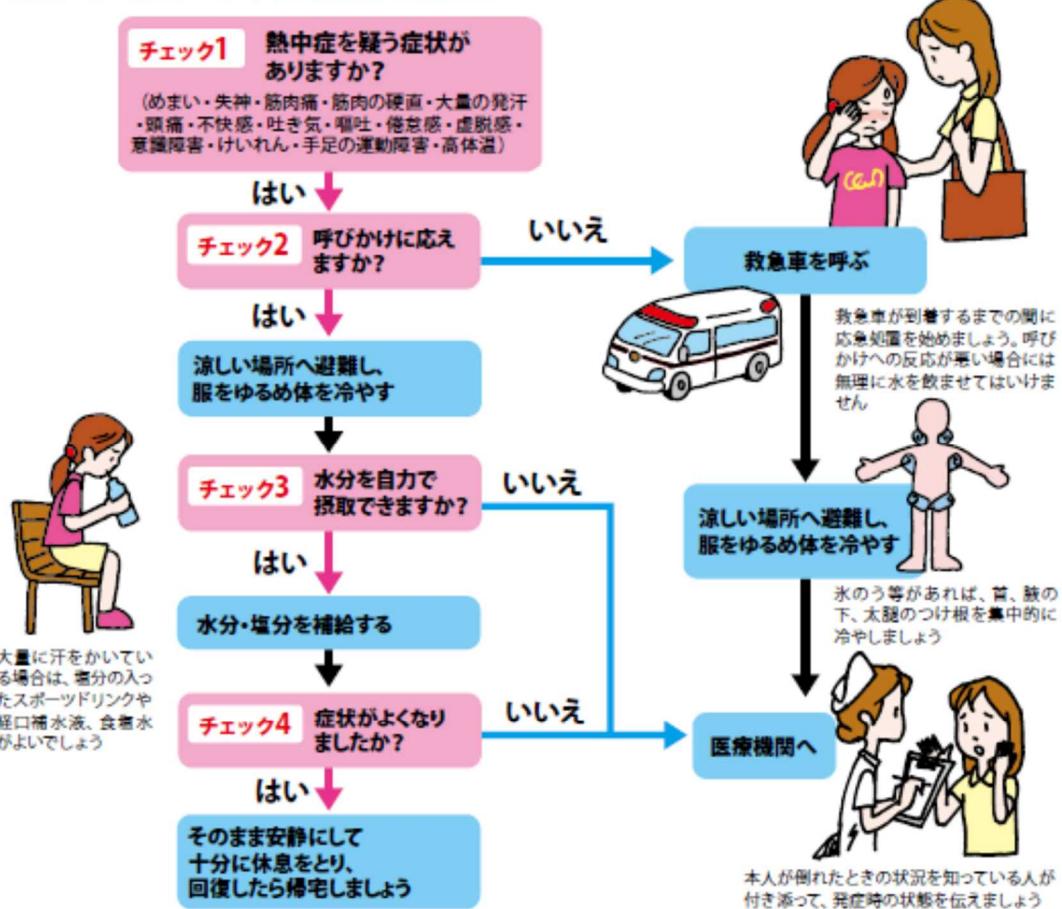 チェック1
熱中症を疑う症状が
ありますか?
(めまい・失神・筋肉痛・筋肉の硬直・大量の発汗
・頭痛・不快感・吐き気・嘔吐・倦怠感・虚脱感・
意識障害・けいれん・手足の運動障害・高体温)
はい
チェック2
呼びかけに応え
ますか?
いいえ
救急車を呼ぶ
はい
救急車が到着するまでの間に
応急処置を始めましょう。呼び
かけへの反応が悪い場合には
無理に水を飲ませてはいけま
せん
涼しい場所へ避難し、
服をゆるめ体を冷やす
チェック3
水分を自力で
摂取できますか?
いいえ
涼しい場所へ避難し、
服をゆるめ体を冷やす
はい
氷のう等があれば、首、腋の
下、太腿のつけ根を集中的に
冷やしましょう
水分・塩分を補給する
大量に汗をかいてい
る場合は、塩分の入っ
たスポーツドリンクや
経口補水液、食塩水
がよいでしょう
チェック4
症状がよくなり
ましたか?
いいえ
医療機関へ
はい
そのまま安静にして
十分に休息をとり、
回復したら帰宅しましょう
本人が倒れたときの状況を知っている人が
付き添って、発症時の状態を伝えましょう